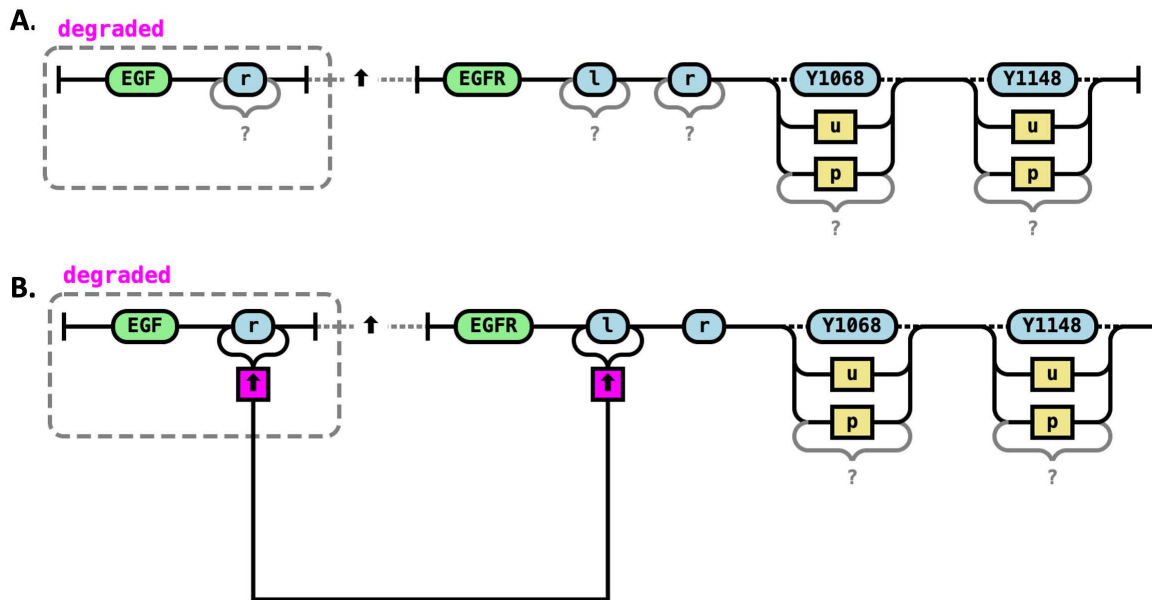 A.
degraded
EGF r EGFR l r Y1068 Y1148
u u
p p
? ? ?
? ?
B.
degraded
EGF r EGFR l r Y1068 Y1148
u u
p p
? ?